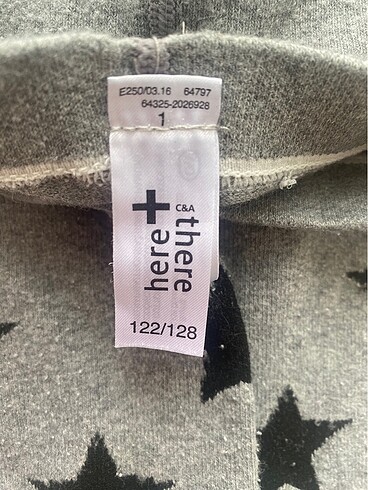 E250/03.16 64797
64325-2026928
1
here
+
C&A
there
122/128